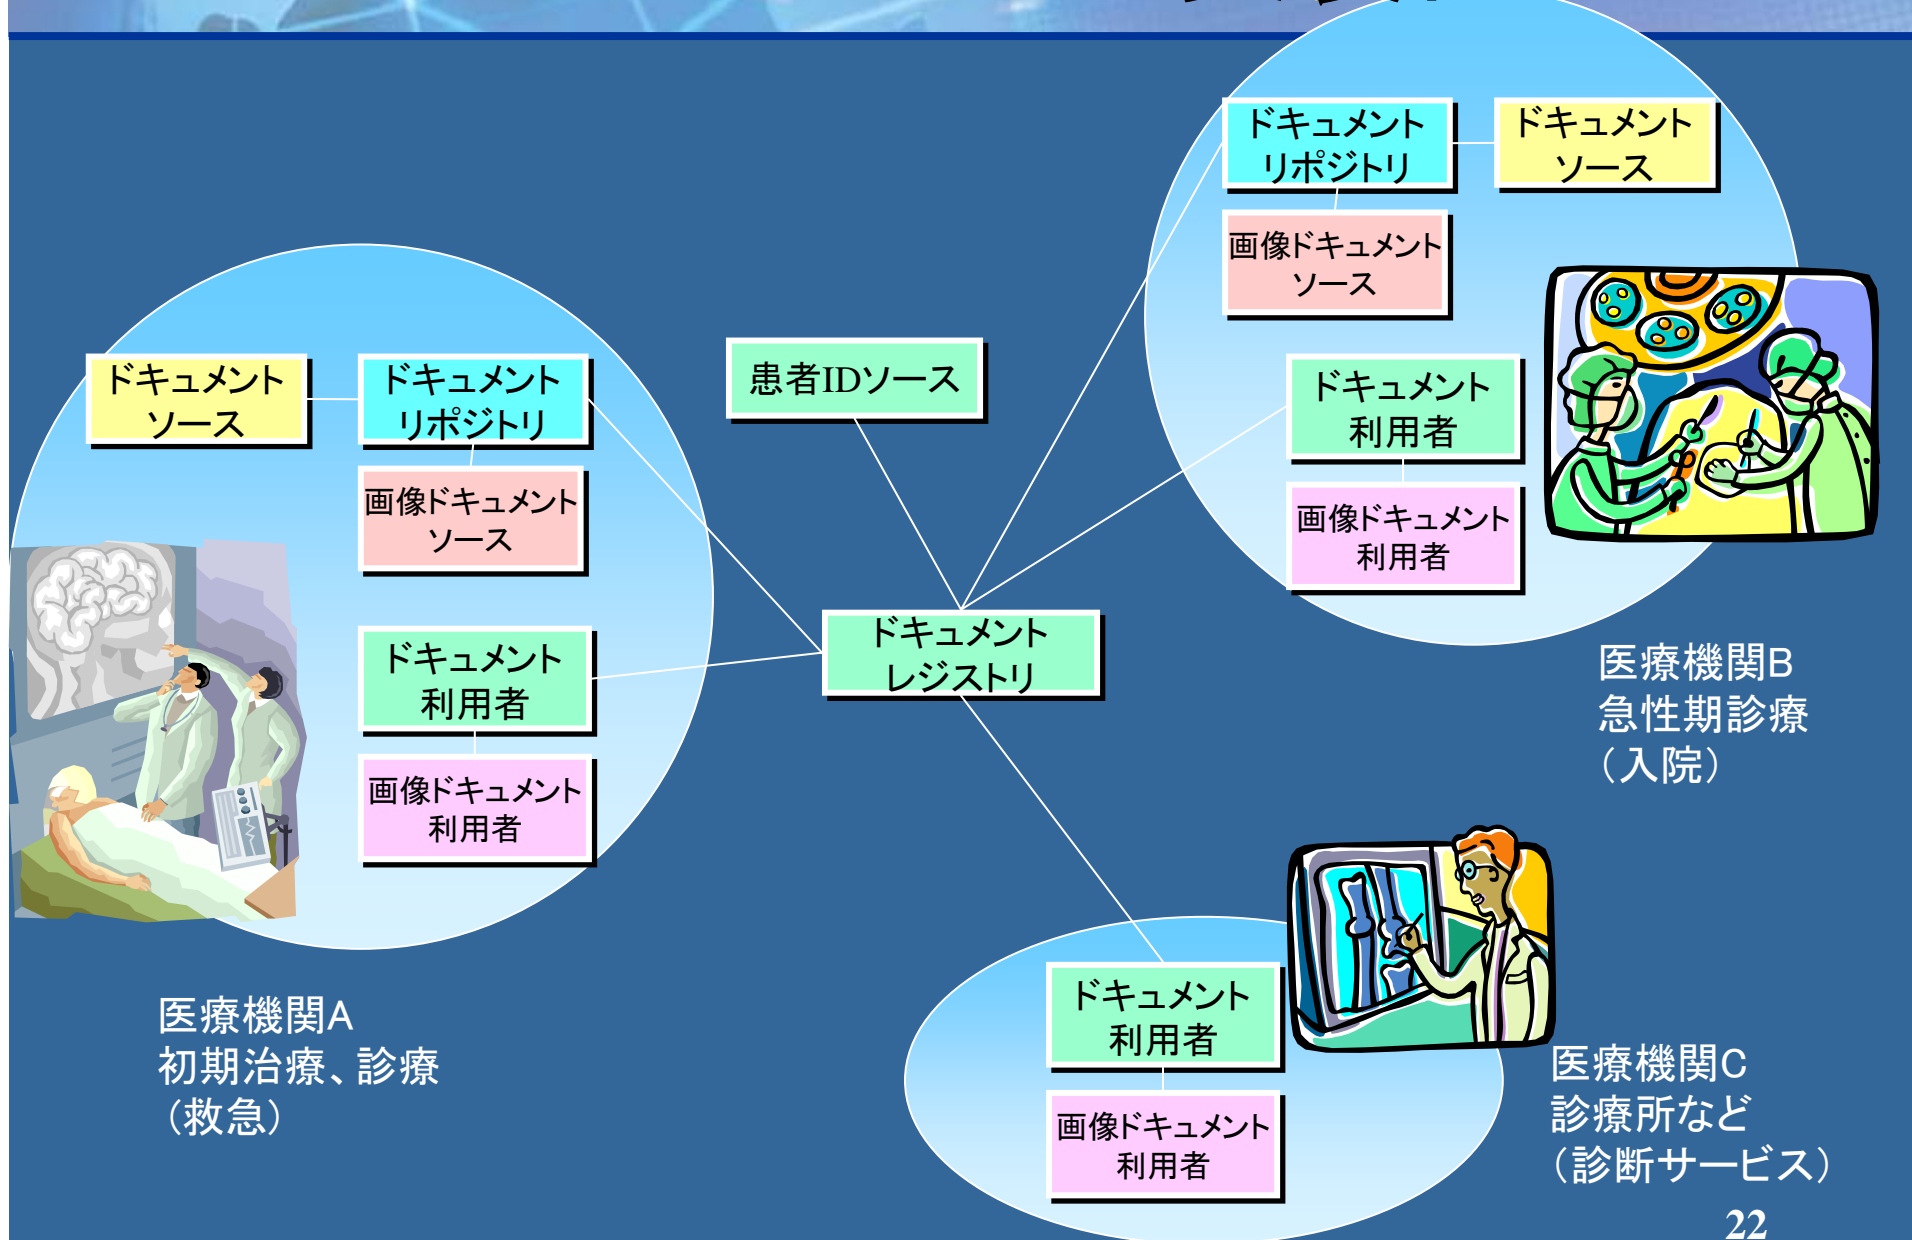 ドキュメント
リポジトリ
ドキュメント
ソース
画像ドキュメント
ソース
ドキュメント
利用者
画像ドキュメント
利用者
医療機関B
急性期診療
(入院)
患者IDソース
ドキュメント
ソース
ドキュメント
リポジトリ
画像ドキュメント
ソース
ドキュメント
利用者
画像ドキュメント
利用者
ドキュメント
レジストリ
医療機関A
初期治療、診療
(救急)
ドキュメント
利用者
画像ドキュメント
利用者
医療機関C
診療所など
(診断サービス)
22